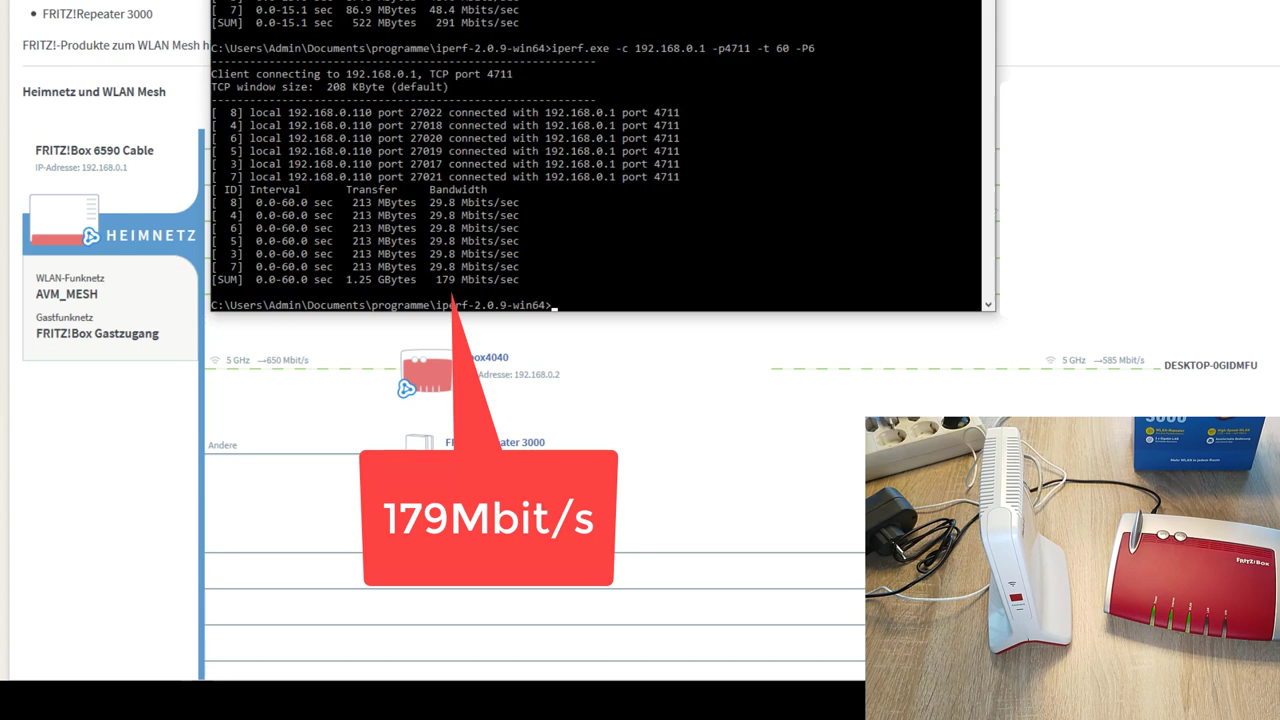 FRITZ!Repeater 3000
FRITZ!-Produkte zum WLAN Mesh h
Heimnetz und WLAN Mesh
FRITZ!Box 6590 Cable
IP-Adresse: 192.168.0.1
HEIMNETZ
WLAN-Funknetz
AVM_MESH
Gastfunknetz
FRITZ!Box Gastzugang
[ 7] 0.0-15.1 sec 86.9 MBytes 48.4 Mbits/sec
[SUM] 0.0-15.1 sec 522 MBytes 291 Mbits/sec
C:\Users\Admin\Documents\programme\iperf-2.0.9-win64>iperf.exe -c 192.168.0.1 -p4711 -t 60 -P6
------------------------------------------------------------
Client connecting to 192.168.0.1, TCP port 4711
TCP window size: 208 KByte (default)
------------------------------------------------------------
[ 8] local 192.168.0.110 port 27022 connected with 192.168.0.1 port 4711
[ 4] local 192.168.0.110 port 27018 connected with 192.168.0.1 port 4711
[ 6] local 192.168.0.110 port 27020 connected with 192.168.0.1 port 4711
[ 5] local 192.168.0.110 port 27019 connected with 192.168.0.1 port 4711
[ 3] local 192.168.0.110 port 27017 connected with 192.168.0.1 port 4711
[ 7] local 192.168.0.110 port 27021 connected with 192.168.0.1 port 4711
[ ID] Interval Transfer Bandwidth
[ 8] 0.0-60.0 sec 213 MBytes 29.8 Mbits/sec
[ 4] 0.0-60.0 sec 213 MBytes 29.8 Mbits/sec
[ 6] 0.0-60.0 sec 213 MBytes 29.8 Mbits/sec
[ 5] 0.0-60.0 sec 213 MBytes 29.8 Mbits/sec
[ 3] 0.0-60.0 sec 213 MBytes 29.8 Mbits/sec
[ 7] 0.0-60.0 sec 213 MBytes 29.8 Mbits/sec
[SUM] 0.0-60.0 sec 1.25 GBytes 179 Mbits/sec
C:\Users\Admin\Documents\programme\iperf-2.0.9-win64>
5 GHz →650 Mbit/s
box4040
Adresse: 192.168.0.2
5 GHz →585 Mbit/s
DESKTOP-0GIDMFU
Andere
peater 3000
179Mbit/s
3000
Mehr WLAN in jedem Raum
FRITZ!Box